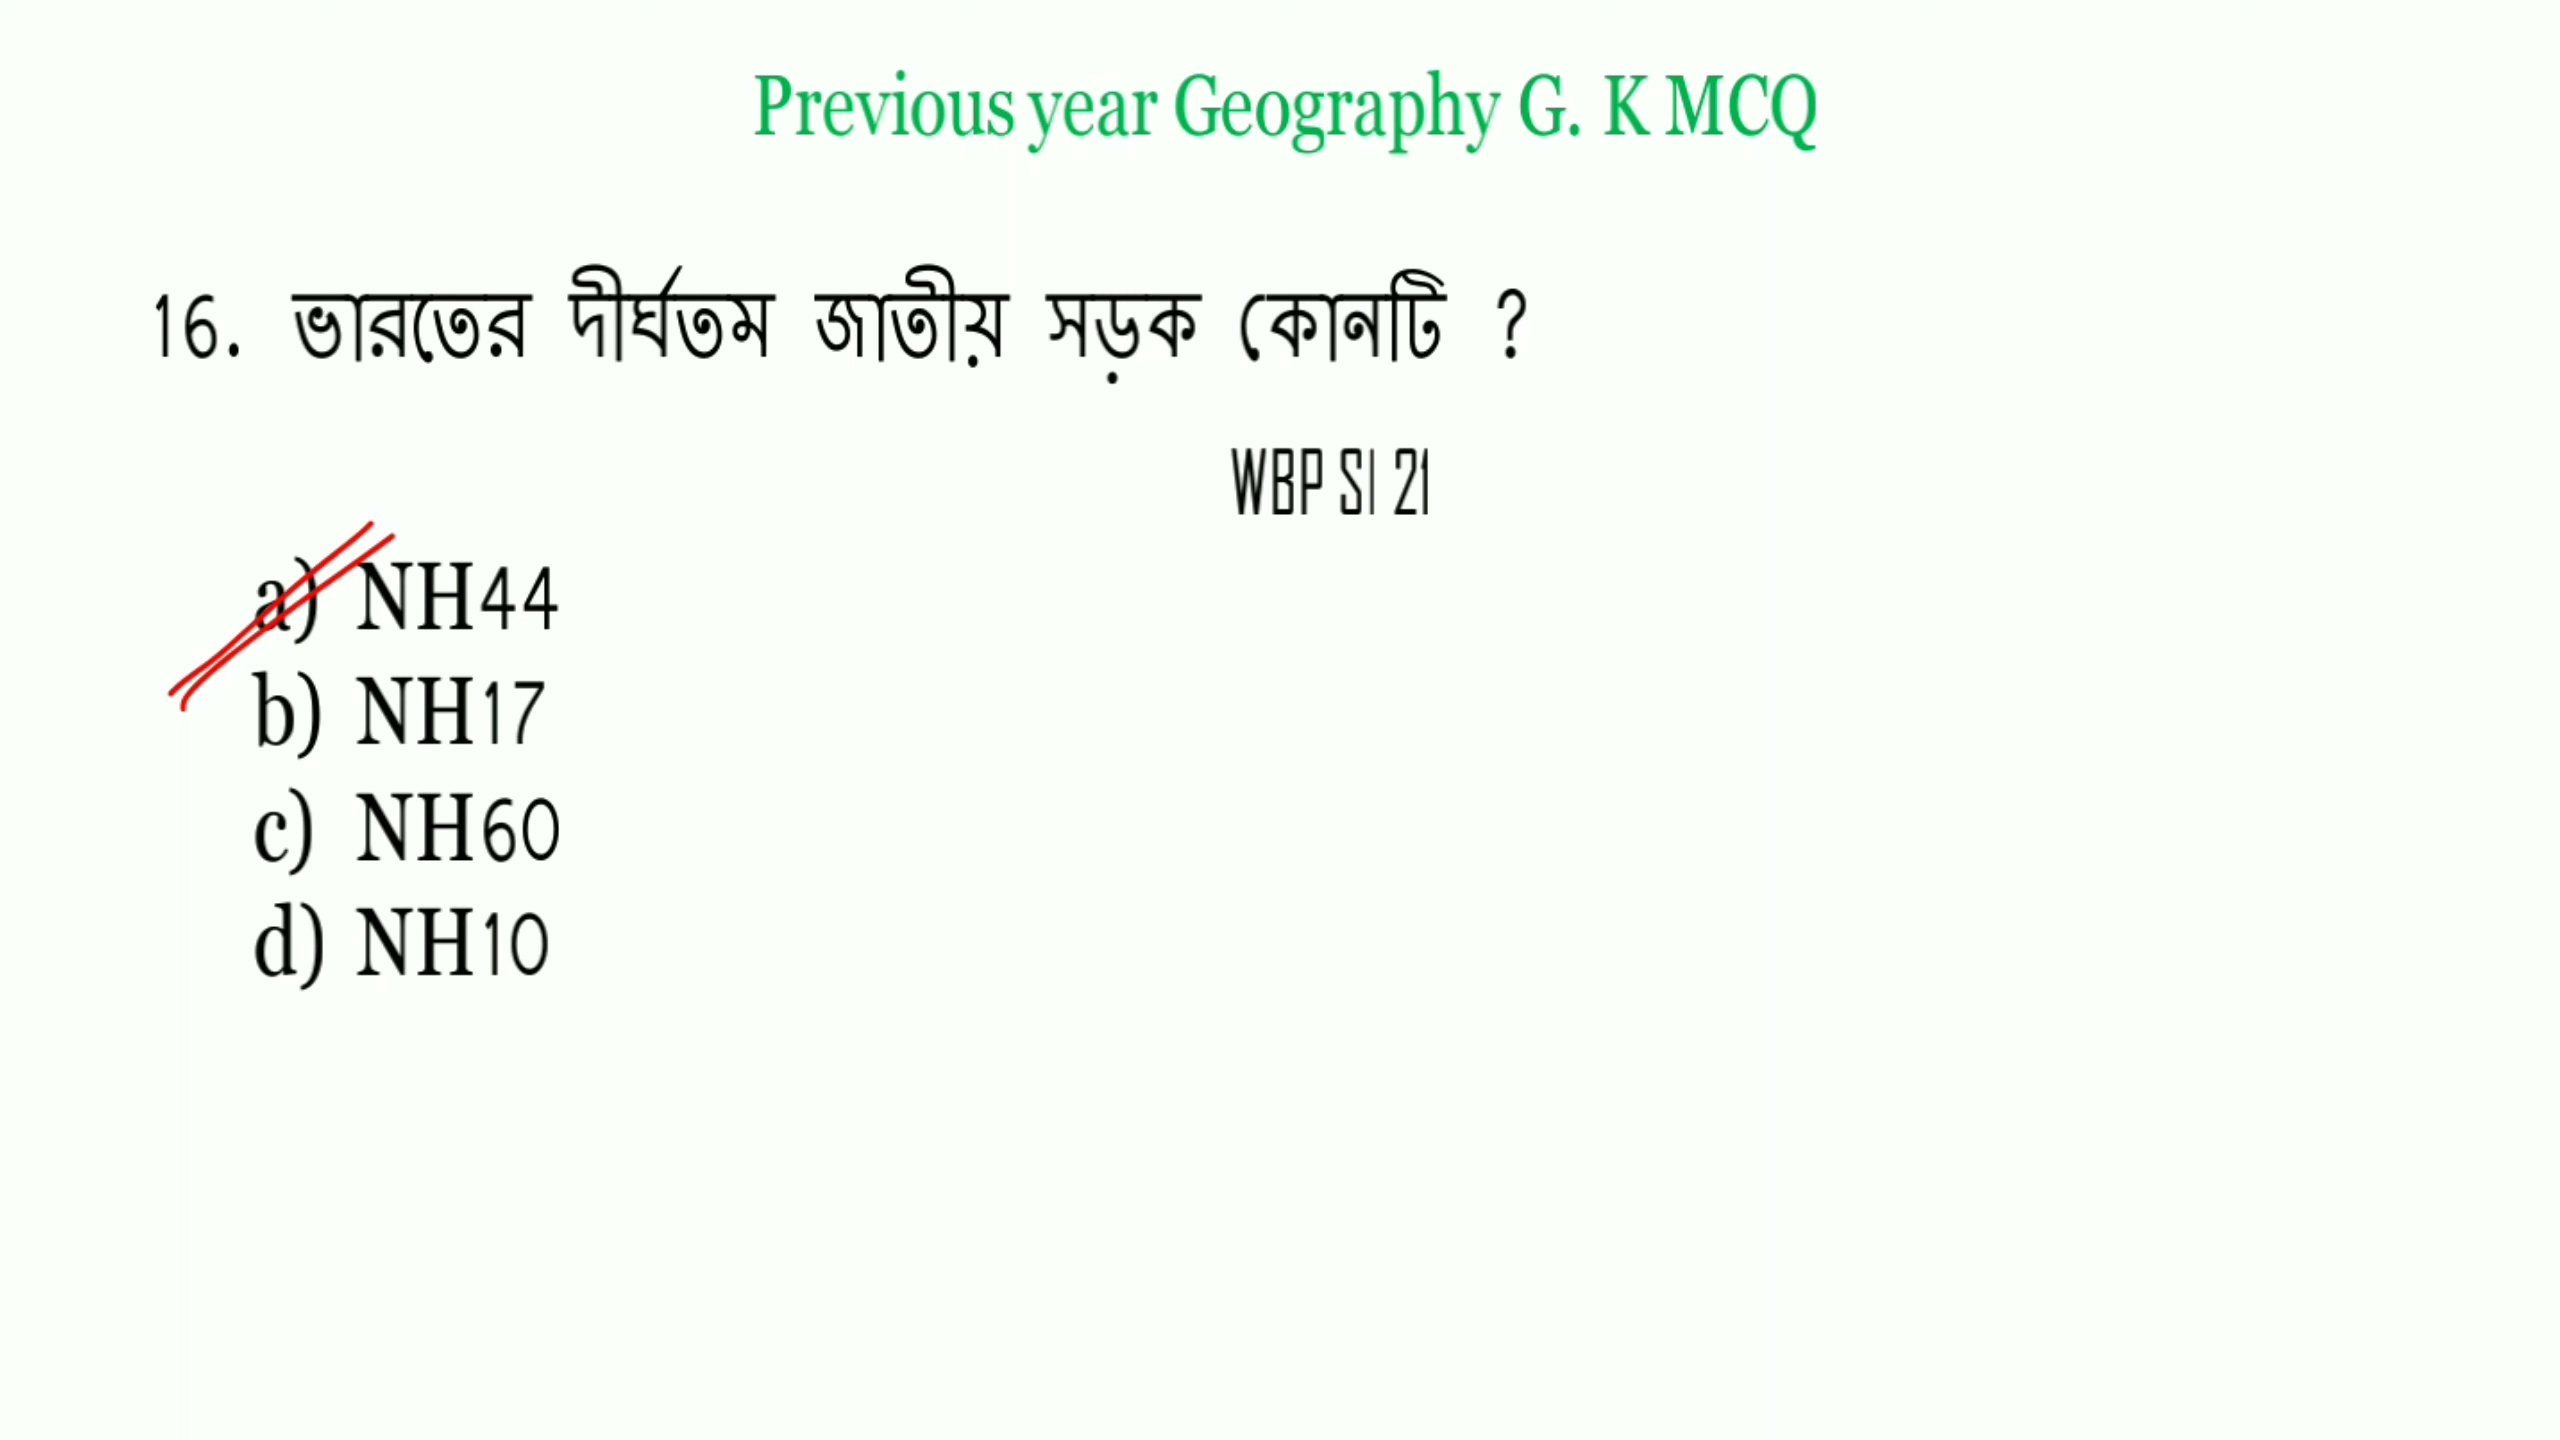 Previous year Geography G. K MCQ
16. ভারতের দীর্ঘতম জাতীয় সড়ক কোনটি ?
WBP SI 21
a) NH44
b) NH17
c) NH60
d) NH10